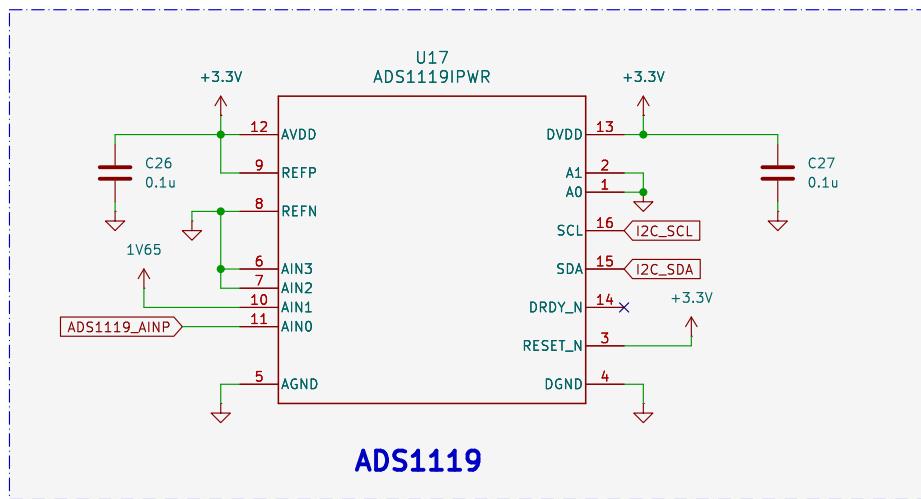 U17
ADS1119IPWR
+3.3V
+3.3V
12 AVDD
DVDD 13
C26
0.1u
9 REFP
A1 2
A0 1
C27
0.1u
8 REFN
SCL 16 I2C_SCL
1V65
6 AIN3
SDA 15 I2C_SDA
7 AIN2
10 AIN1
DRDY_N 14
+3.3V
ADS1119_AINP 11 AIN0
RESET_N 3
5 AGND
DGND 4
ADS1119